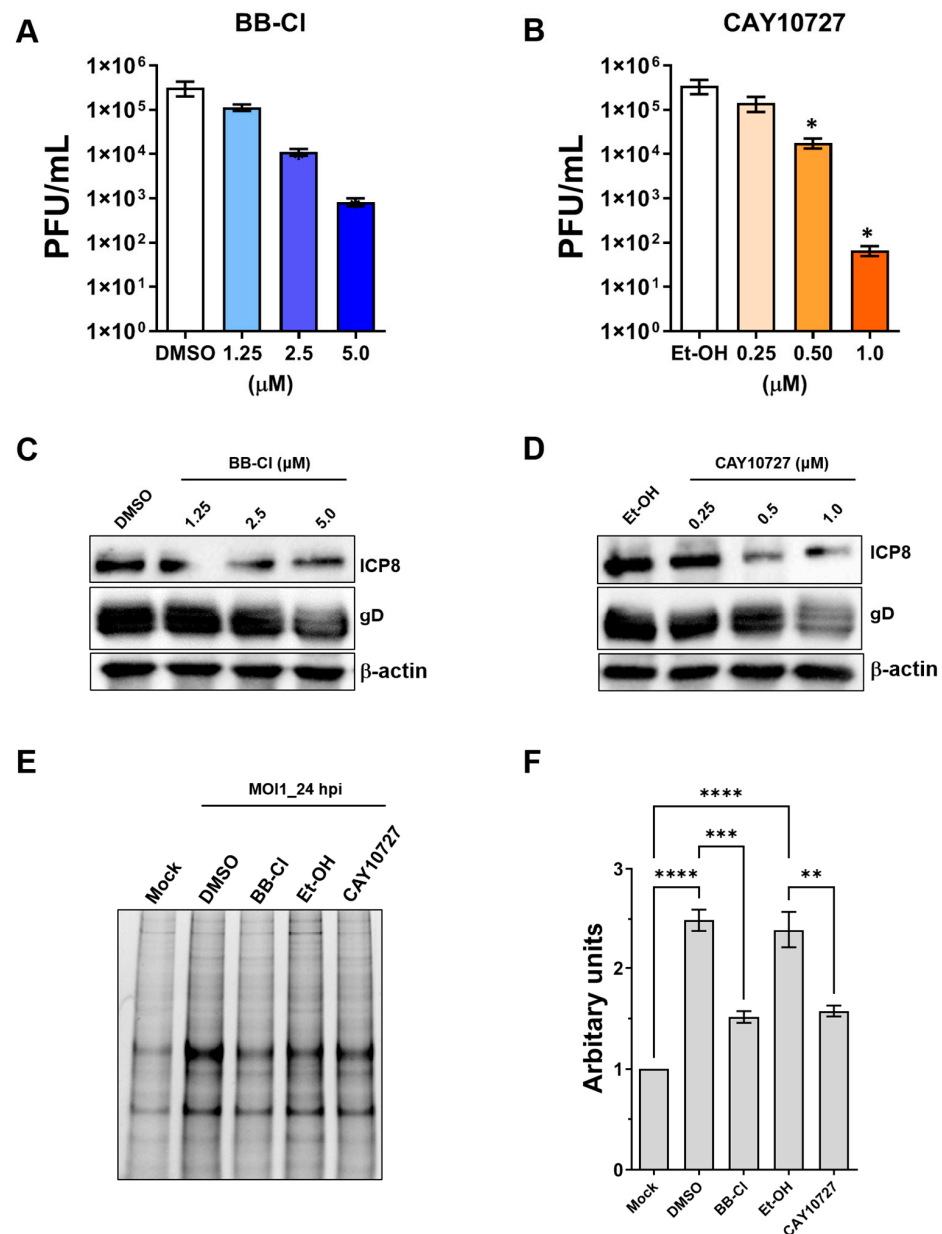 A
BB-Cl
PFU/mL
1×10⁶
1×10⁵
1×10⁴
1×10³
1×10²
1×10¹
1×10⁰
DMSO 1.25 2.5 5.0
(μM)
B
CAY10727
PFU/mL
1×10⁶
1×10⁵
1×10⁴
1×10³
1×10²
1×10¹
1×10⁰
*
*
Et-OH 0.25 0.50 1.0
(μM)
C
BB-Cl (μM)
DMSO 1.25 2.5 5.0
ICP8
gD
β-actin
D
CAY10727 (μM)
Et-OH 0.25 0.5 1.0
ICP8
gD
β-actin
E
MOI1_24 hpi
Mock DMSO BB-Cl Et-OH CAY10727
F
Arbitary units
3
2
1
0
****
**** *** **
Mock DMSO BB-Cl Et-OH CAY10727